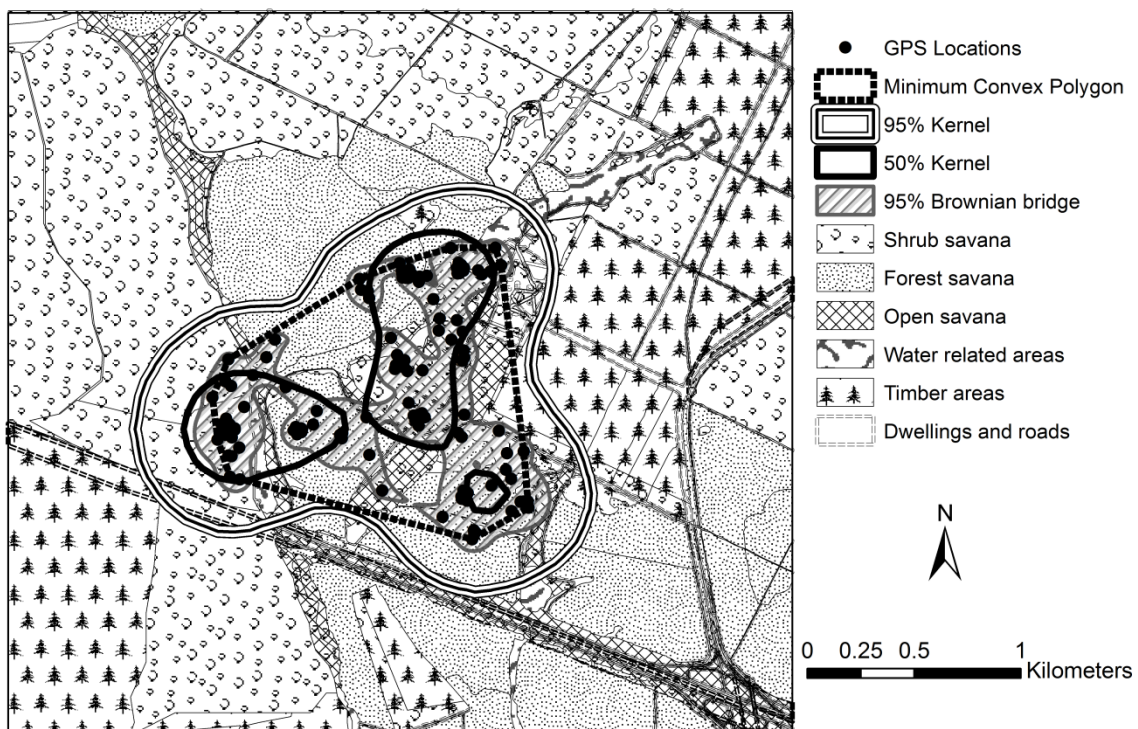 GPS Locations
Minimum Convex Polygon
95% Kernel
50% Kernel
95% Brownian bridge
Shrub savana
Forest savana
Open savana
Water related areas
Timber areas
Dwellings and roads
N
0 0.25 0.5 1
Kilometers